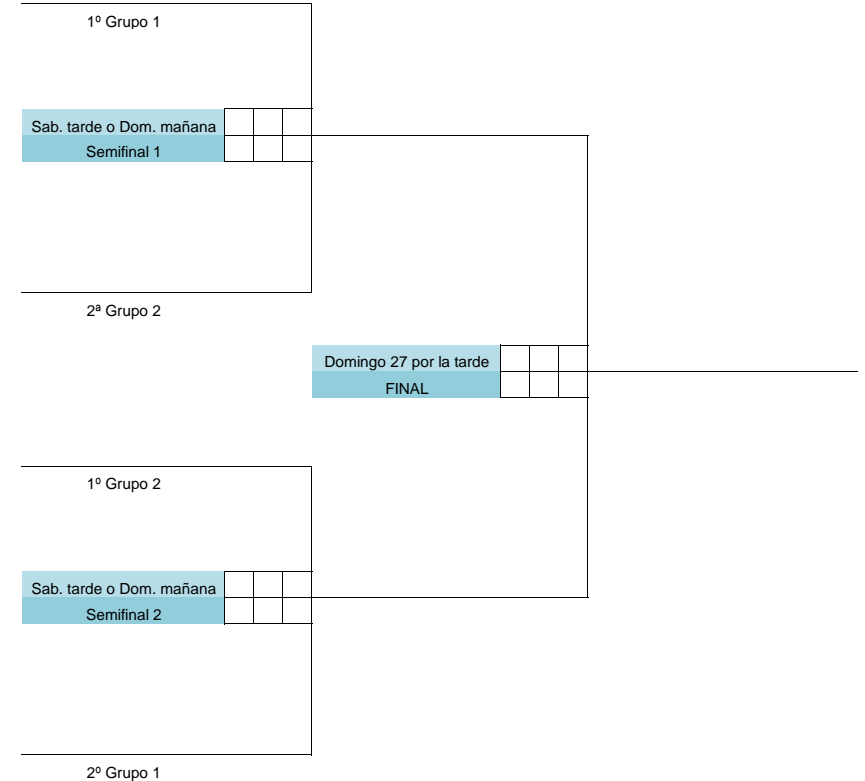 1º Grupo 1
Sab. tarde o Dom. mañana
Semifinal 1
2ª Grupo 2
Domingo 27 por la tarde
FINAL
1º Grupo 2
Sab. tarde o Dom. mañana
Semifinal 2
2º Grupo 1